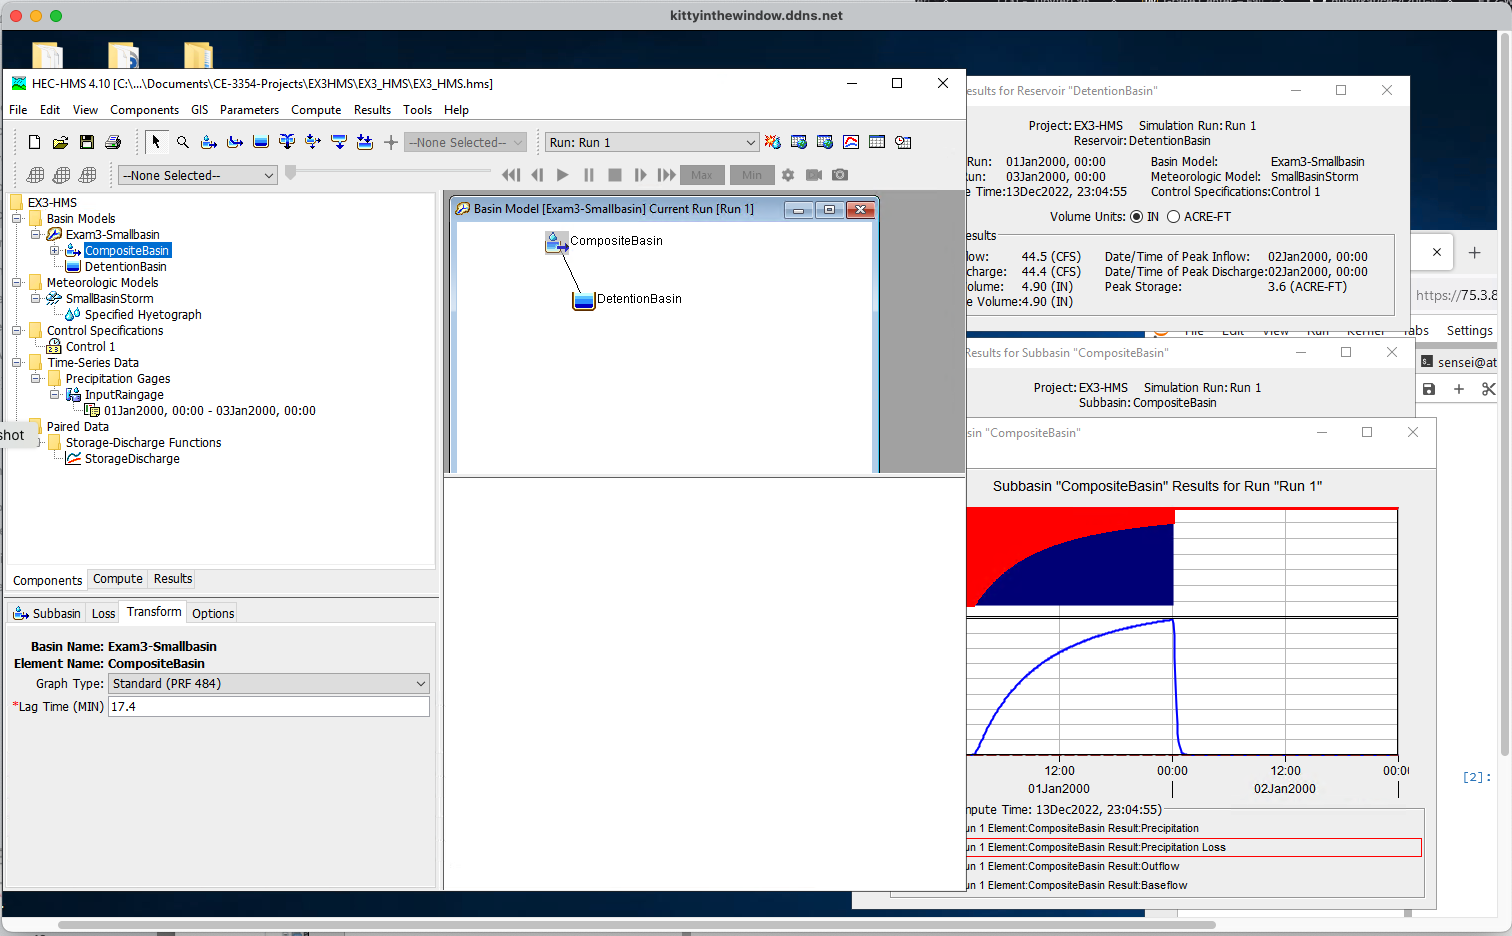 kittyinthewindow.ddns.net
HEC-HMS 4.10 [C:\...\Documents\CE-3354-Projects\EX3HMS\EX3_HMS\EX3_HMS.hms]
File Edit View Components GIS Parameters Compute Results Tools Help
--None Selected-- Run: Run 1
--None Selected-- Max Min
EX3-HMS
Basin Models
Exam3-Smallbasin
CompositeBasin
DetentionBasin
Meteorologic Models
SmallBasinStorm
Specified Hyetograph
Control Specifications
Control 1
Time-Series Data
Precipitation Gages
InputRaingage
01Jan2000, 00:00 - 03Jan2000, 00:00
Paired Data
shot
Storage-Discharge Functions
StorageDischarge
Components Compute Results
Subbasin Loss Transform Options
Basin Name: Exam3-Smallbasin
Element Name: CompositeBasin
Graph Type: Standard (PRF 484)
*Lag Time (MIN) 17.4
Basin Model [Exam3-Smallbasin] Current Run [Run 1]
CompositeBasin
DetentionBasin
esults for Reservoir "DetentionBasin"
Project: EX3-HMS Simulation Run: Run 1
Reservoir: DetentionBasin
Run: 01Jan2000, 00:00 Basin Model: Exam3-Smallbasin
un: 03Jan2000, 00:00 Meteorologic Model: SmallBasinStorm
e Time:13Dec2022, 23:04:55 Control Specifications:Control 1
Volume Units: IN ACRE-FT
esults
low: 44.5 (CFS) Date/Time of Peak Inflow: 02Jan2000, 00:00
charge: 44.4 (CFS) Date/Time of Peak Discharge:02Jan2000, 00:00
olume: 4.90 (IN) Peak Storage: 3.6 (ACRE-FT)
e Volume:4.90 (IN)
https://75.3.8
File Edit View Run Kernel Tabs Settings
Results for Subbasin "CompositeBasin"
sensei@at
Project: EX3-HMS Simulation Run: Run 1
Subbasin: CompositeBasin
sin "CompositeBasin"
Subbasin "CompositeBasin" Results for Run "Run 1"
12:00 00:00 12:00 00:0
01Jan2000 02Jan2000
[2]:
mpute Time: 13Dec2022, 23:04:55)
un 1 Element:CompositeBasin Result:Precipitation
un 1 Element:CompositeBasin Result:Precipitation Loss
un 1 Element:CompositeBasin Result:Outflow
un 1 Element:CompositeBasin Result:Baseflow